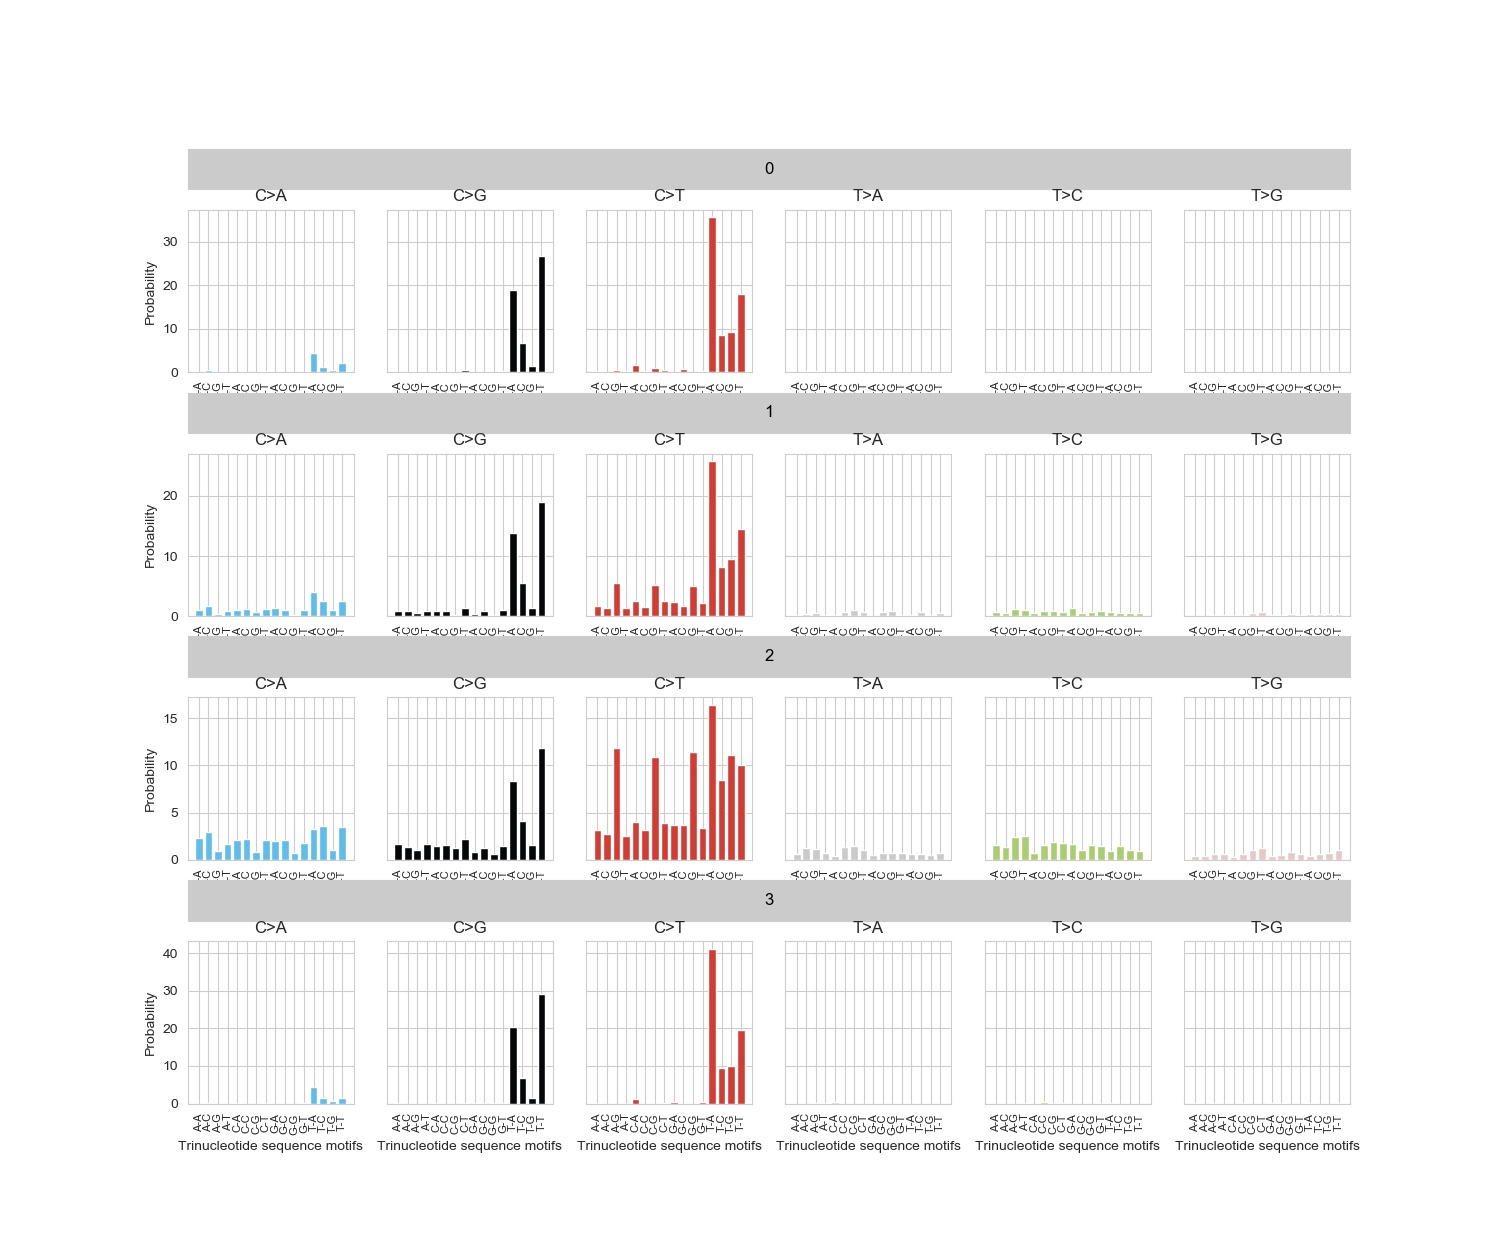 0
C>A C>G C>T T>A T>C T>G
Probability
30
20
10
0
1
C>A C>G C>T T>A T>C T>G
Probability
20
10
0
2
C>A C>G C>T T>A T>C T>G
Probability
15
10
5
0
3
C>A C>G C>T T>A T>C T>G
Probability
40
30
20
10
0
A-A A-C A-G A-T C-A C-C C-G C-T G-A G-C G-G G-T T-A T-C T-G T-T A-A A-C A-G A-T C-A C-C C-G C-T G-A G-C G-G G-T T-A T-C T-G T-T A-A A-C A-G A-T C-A C-C C-G C-T G-A G-C G-G G-T T-A T-C T-G T-T A-A A-C A-G A-T C-A C-C C-G C-T G-A G-C G-G G-T T-A T-C T-G T-T A-A A-C A-G A-T C-A C-C C-G C-T G-A G-C G-G G-T T-A T-C T-G T-T A-A A-C A-G A-T C-A C-C C-G C-T G-A G-C G-G G-T T-A T-C T-G T-T
Trinucleotide sequence motifs Trinucleotide sequence motifs Trinucleotide sequence motifs Trinucleotide sequence motifs Trinucleotide sequence motifs Trinucleotide sequence motifs